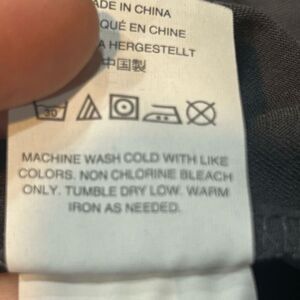 ADE IN CHINA
QUÉ EN CHINE
A HERGESTELLT
中国製
30
MACHINE WASH COLD WITH LIKE
COLORS. NON CHLORINE BLEACH
ONLY. TUMBLE DRY LOW. WARM
IRON AS NEEDED.